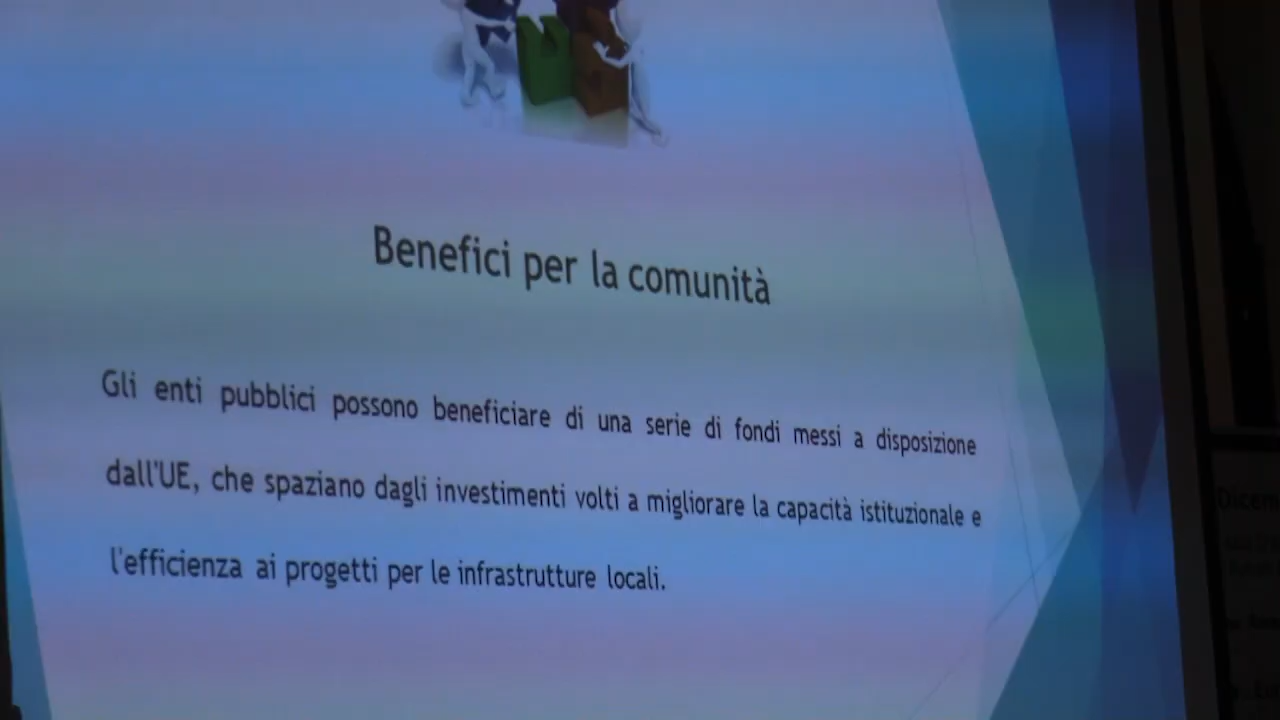 Benefici per la comunità
Gli enti pubblici possono beneficiare di una serie di fondi messi a disposizione
dall'UE, che spaziano dagli investimenti volti a migliorare la capacità istituzionale e
l'efficienza ai progetti per le infrastrutture locali.